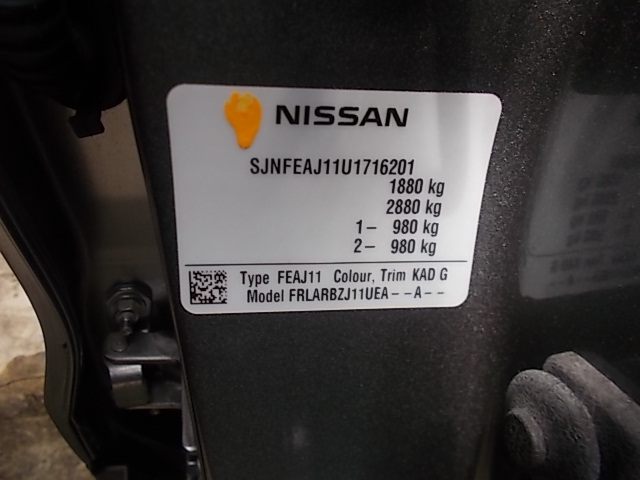 NISSAN
SJNFEAJ11U1716201
1880 kg
2880 kg
1- 980 kg
2- 980 kg
Type FEAJ11 Colour, Trim KAD G
Model FRLARBZJ11UEA--A--